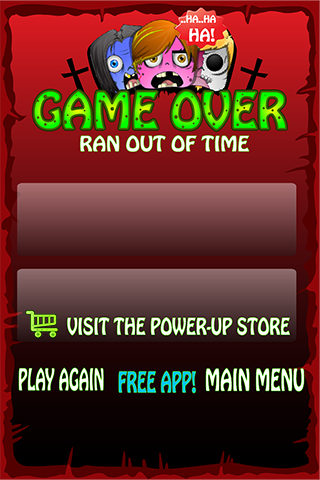 ..HA..HA
HA!
GAME OVER
RAN OUT OF TIME
VISIT THE POWER-UP STORE
PLAY AGAIN FREE APP! MAIN MENU